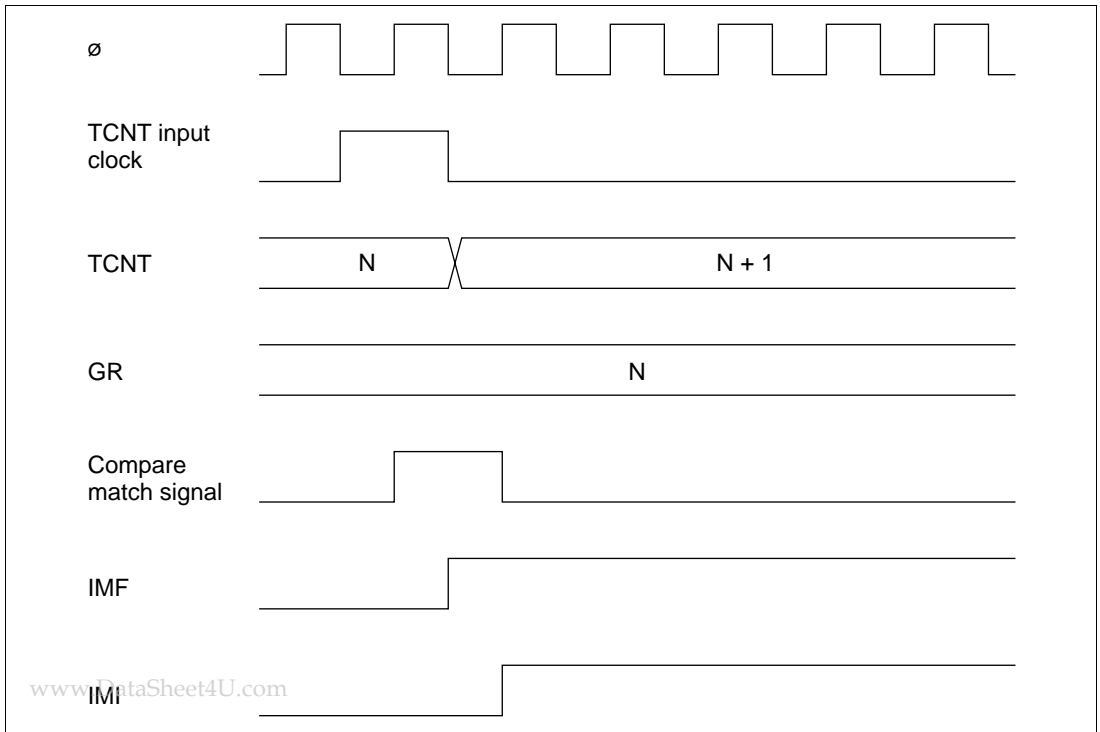 ø
TCNT input
clock
TCNT
N
N + 1
GR
N
Compare
match signal
IMF
www.DataSheet4U.com
IMI